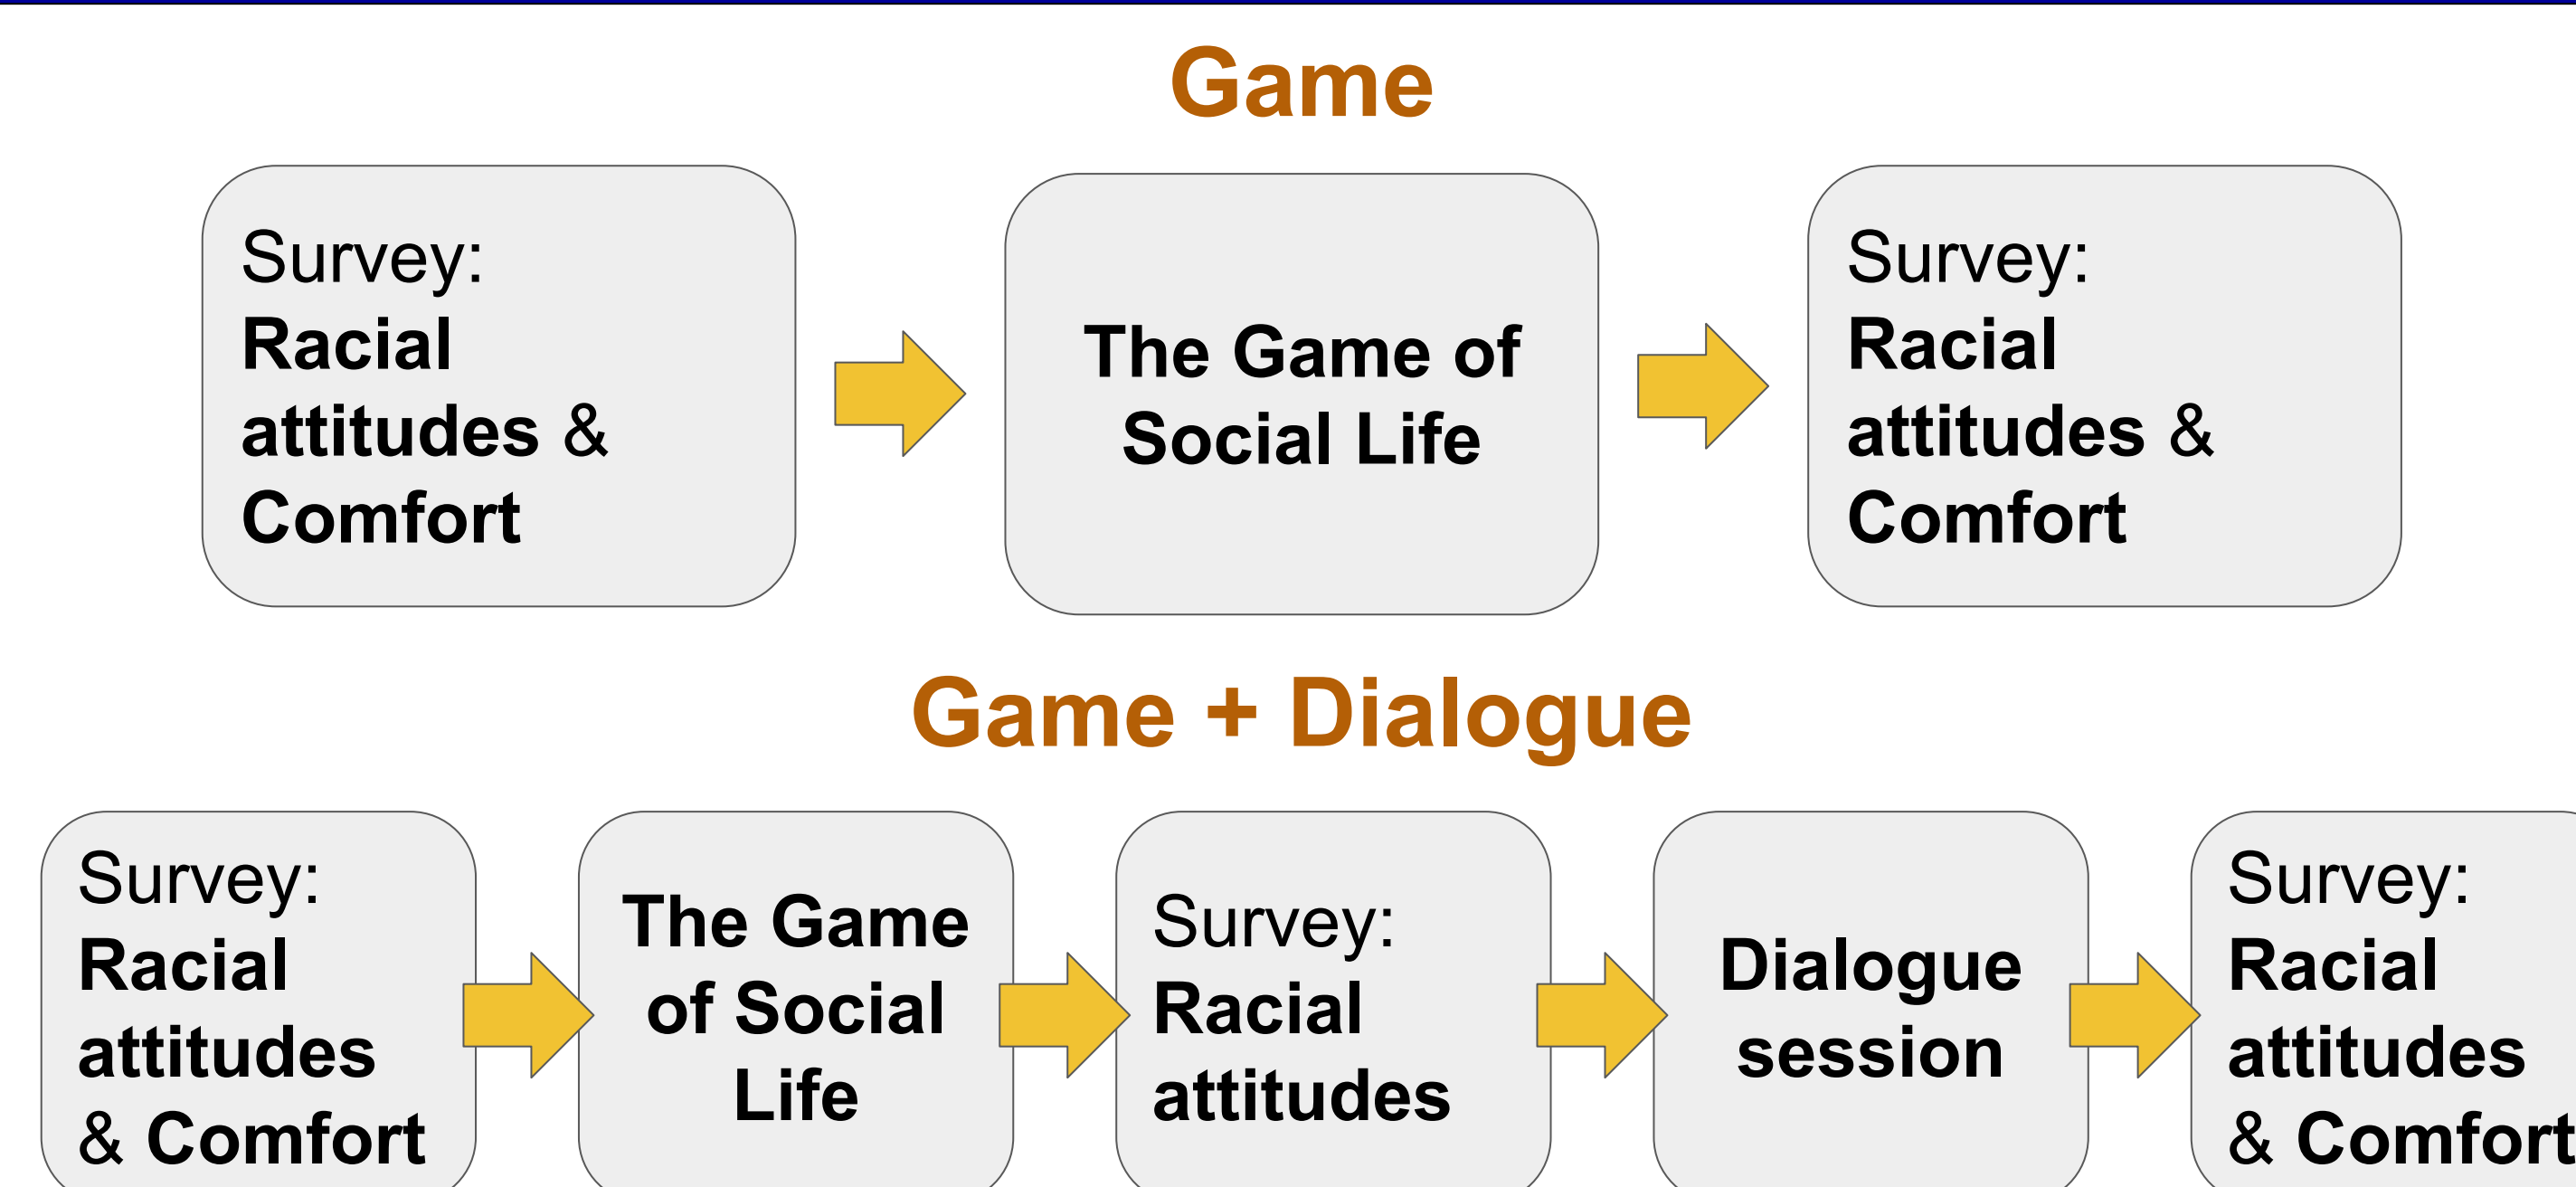 Game
Survey:
Racial
attitudes &
Comfort
The Game of
Social Life
Survey:
Racial
attitudes &
Comfort
Game + Dialogue
Survey:
Racial
attitudes
& Comfort
The Game
of Social
Life
Survey:
Racial
attitudes
Dialogue
session
Survey:
Racial
attitudes
& Comfort